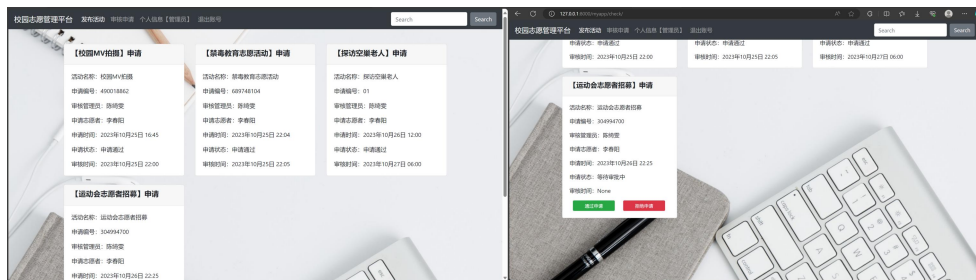 校园志愿管理平台 发布活动 审核申请 个人信息【管理员】 退出账号 Search Search
【校园MV拍摄】申请
活动名称：校园MV拍摄
申请编号：490018862
审核管理员：陈绮雯
申请志愿者：李春阳
申请时间：2023年10月25日 16:45
申请状态：申请通过
审核时间：2023年10月25日 22:00
【禁毒教育志愿活动】申请
活动名称：禁毒教育志愿活动
申请编号：689748104
审核管理员：陈绮雯
申请志愿者：李春阳
申请时间：2023年10月25日 22:04
申请状态：申请通过
审核时间：2023年10月25日 22:05
【探访空巢老人】申请
活动名称：探访空巢老人
申请编号：01
审核管理员：陈绮雯
申请志愿者：李春阳
申请时间：2023年10月26日 12:00
申请状态：申请通过
审核时间：2023年10月27日 06:00
【运动会志愿者招募】申请
活动名称：运动会志愿者招募
申请编号：304994700
审核管理员：陈绮雯
申请志愿者：李春阳
申请时间：2023年10月26日 22:25
127.0.0.1:8000/myapp/check/
校园志愿管理平台 发布活动 审核申请 个人信息【管理员】 退出账号 Search Search
申请状态：申请通过
审核时间：2023年10月25日 22:00
申请状态：申请通过
审核时间：2023年10月25日 22:05
申请状态：申请通过
审核时间：2023年10月27日 06:00
【运动会志愿者招募】申请
活动名称：运动会志愿者招募
申请编号：304994700
审核管理员：陈绮雯
申请志愿者：李春阳
申请时间：2023年10月26日 22:25
申请状态：等待审批中
审核时间：None
通过申请 拒绝申请